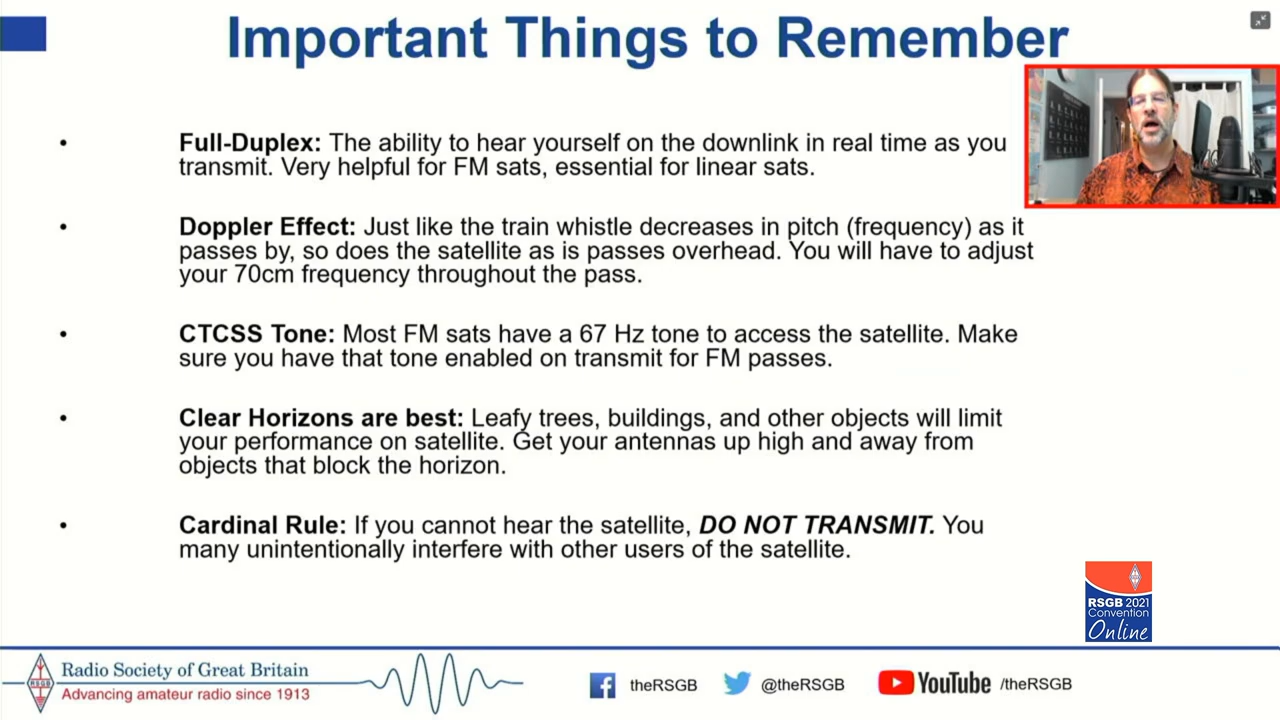 Important Things to Remember
• Full-Duplex: The ability to hear yourself on the downlink in real time as you
transmit. Very helpful for FM sats, essential for linear sats.
• Doppler Effect: Just like the train whistle decreases in pitch (frequency) as it
passes by, so does the satellite as is passes overhead. You will have to adjust
your 70cm frequency throughout the pass.
• CTCSS Tone: Most FM sats have a 67 Hz tone to access the satellite. Make
sure you have that tone enabled on transmit for FM passes.
• Clear Horizons are best: Leafy trees, buildings, and other objects will limit
your performance on satellite. Get your antennas up high and away from
objects that block the horizon.
• Cardinal Rule: If you cannot hear the satellite, DO NOT TRANSMIT. You
many unintentionally interfere with other users of the satellite.
RSGB 2021
Convention
Online
RSGB
Radio Society of Great Britain
Advancing amateur radio since 1913
theRSGB
@theRSGB
YouTube /theRSGB